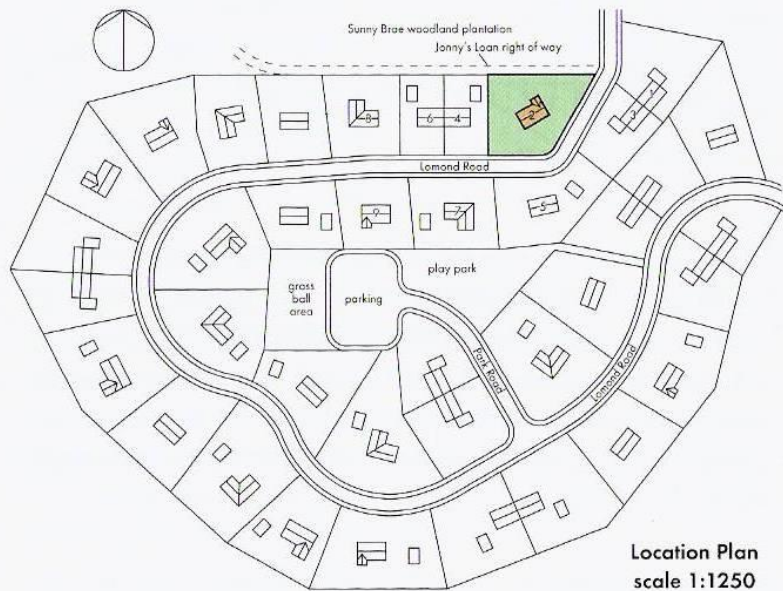 Sunny Brae woodland plantation
Jonny's Loan right of way
1
3
2
8
6
4
Lomond Road
9
7
5
play park
grass
ball
area
parking
Park Road
Lomond Road
Location Plan
scale 1:1250